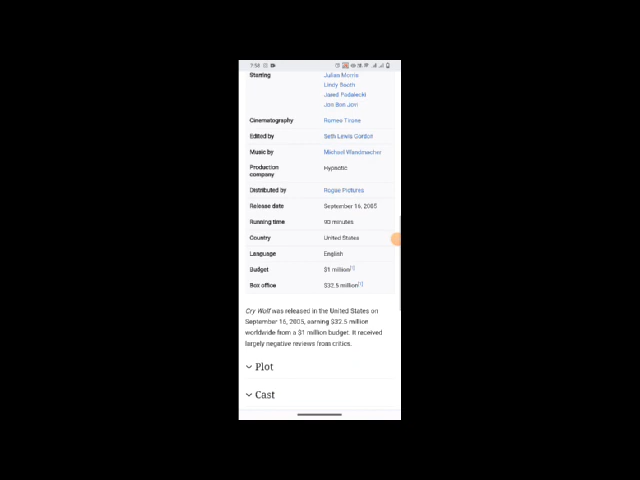 7:58
Starring Julian Morris
Lindy Booth
Jared Padalecki
Jon Bon Jovi
Cinematography Romeo Tirone
Edited by Seth Lewis Gordon
Music by Michael Wandmacher
Production company Hypnotic
Distributed by Rogue Pictures
Release date September 16, 2005
Running time 90 minutes
Country United States
Language English
Budget $1 million[1]
Box office $32.5 million[1]
Cry Wolf was released in the United States on
September 16, 2005, earning $32.5 million
worldwide from a $1 million budget. It received
largely negative reviews from critics.
Plot
Cast